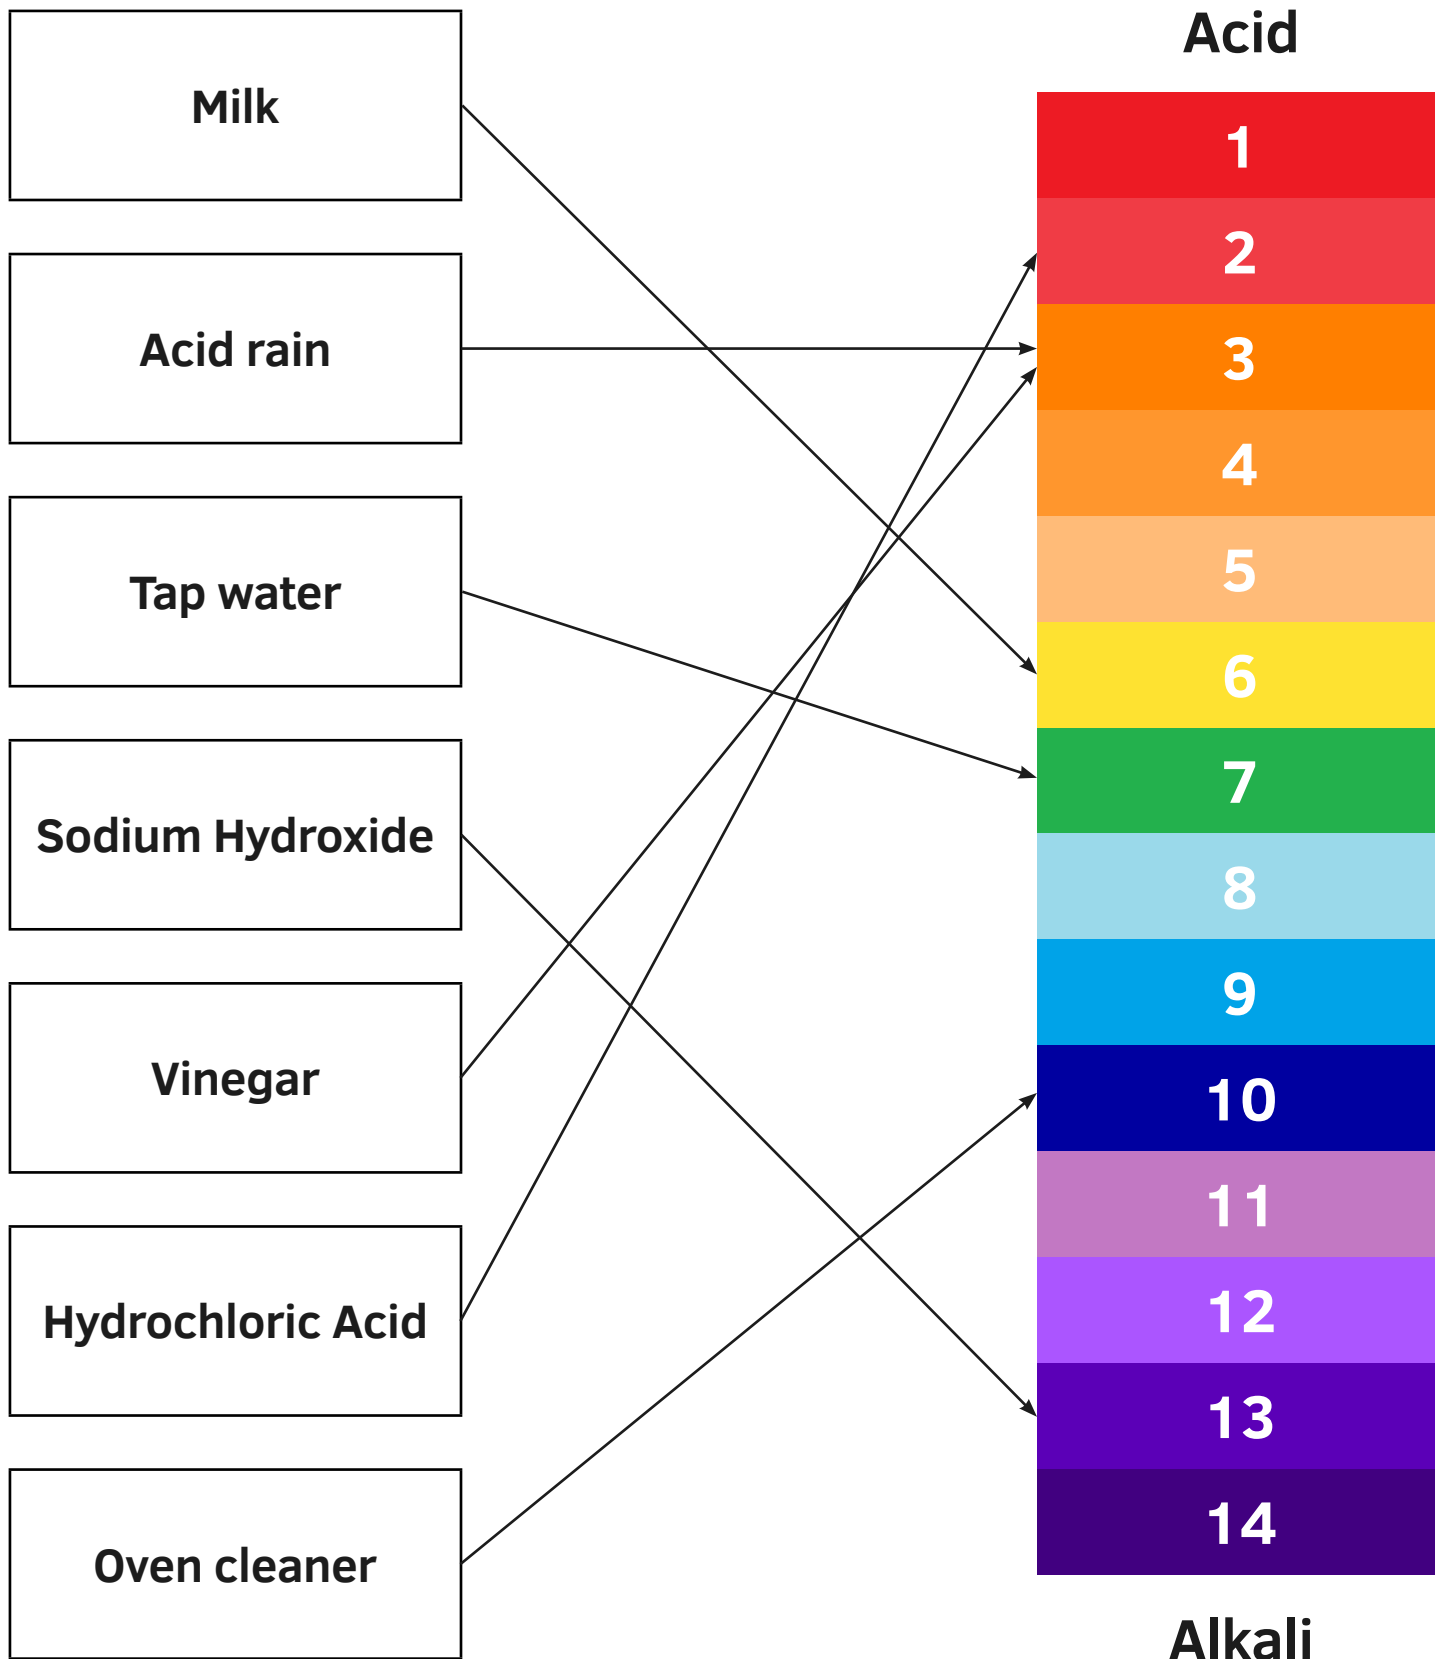 Milk
Acid rain
Tap water
Sodium Hydroxide
Vinegar
Hydrochloric Acid
Oven cleaner
Acid
1
2
3
4
5
6
7
8
9
10
11
12
13
14
Alkali